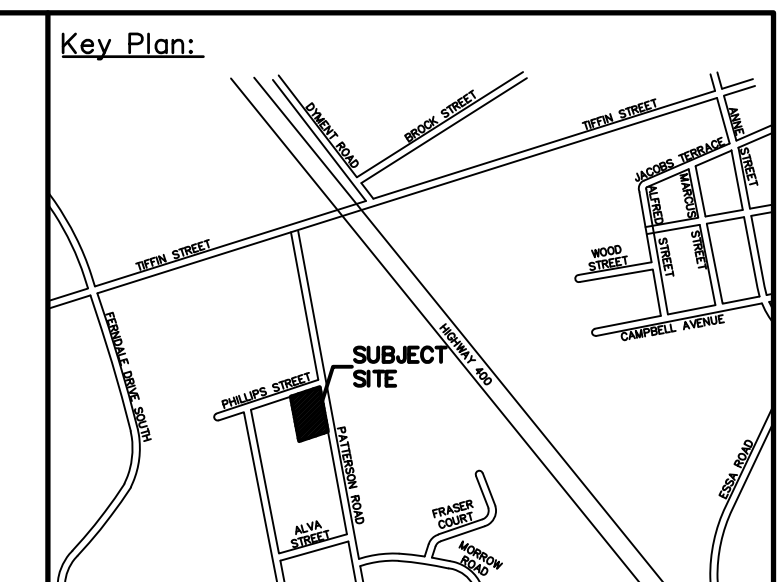 Key Plan:
DYMENT ROAD
BROCK STREET
TIFFIN STREET
ANNE STREET
JACOBS TERRACE
ALFRED STREET
MARCUS STREET
WOOD
STREET
CAMPBELL AVENUE
TIFFIN STREET
FERNDALE DRIVE SOUTH
HIGHWAY 400
SUBJECT
SITE
PHILLIPS STREET
PATTERSON ROAD
ESSA ROAD
FRASER
COURT
ALVA
STREET
MORROW
ROAD